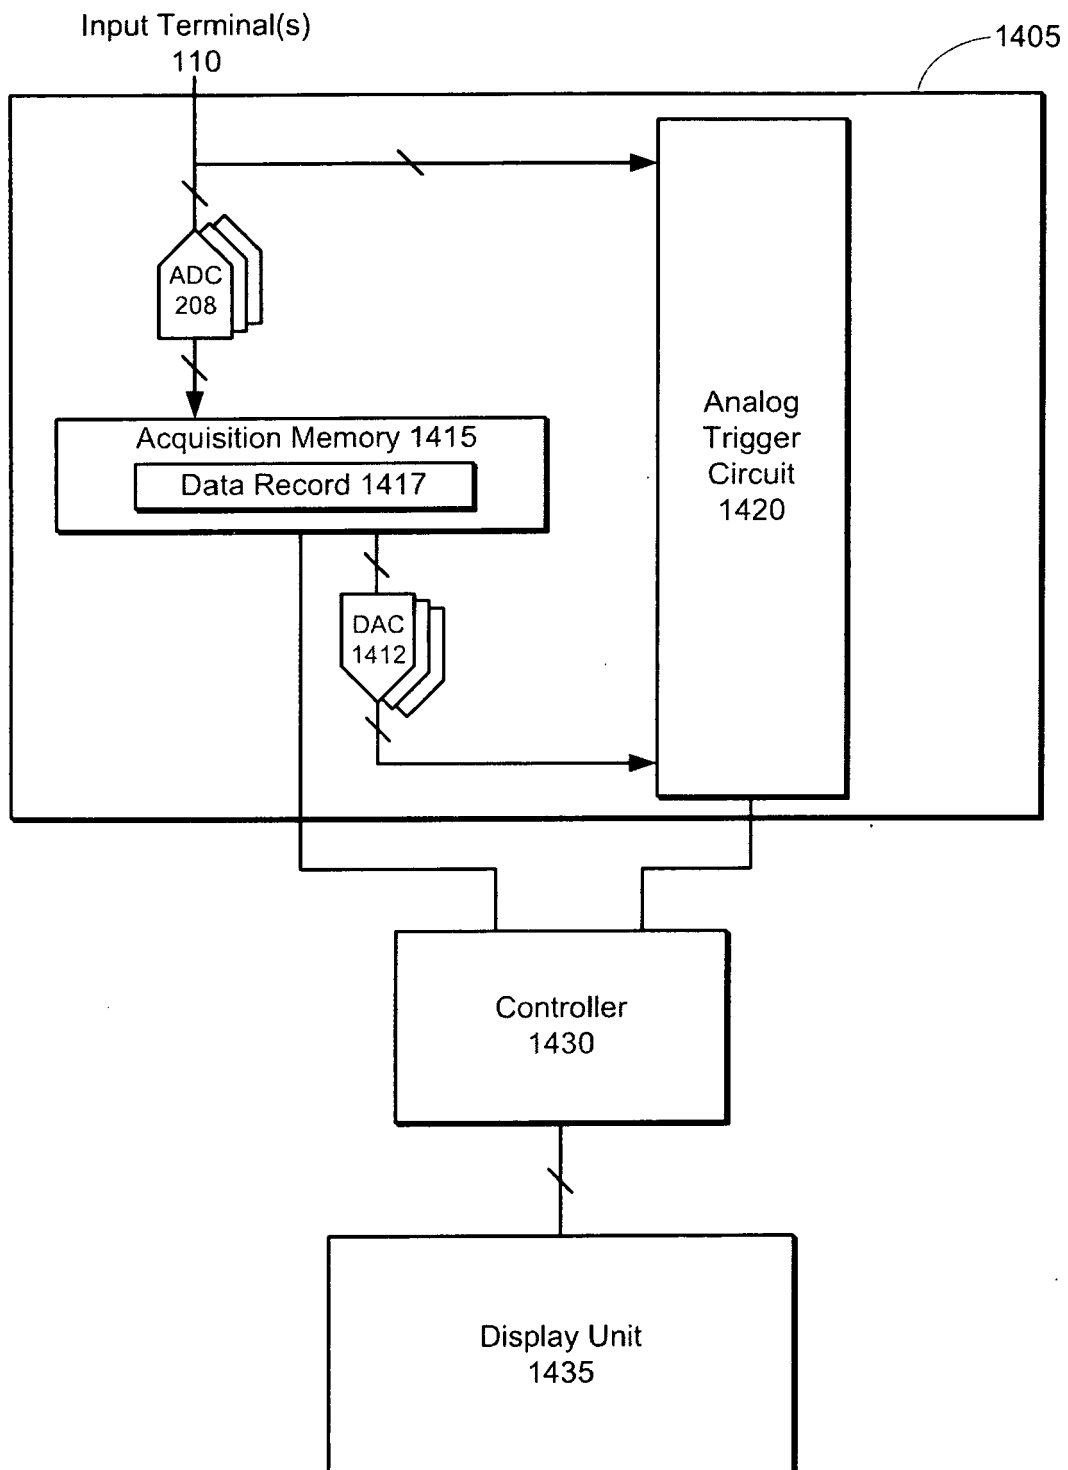 Input Terminal(s)
110
1405
ADC
208
Acquisition Memory 1415
Data Record 1417
Analog
Trigger
Circuit
1420
DAC
1412
Controller
1430
Display Unit
1435